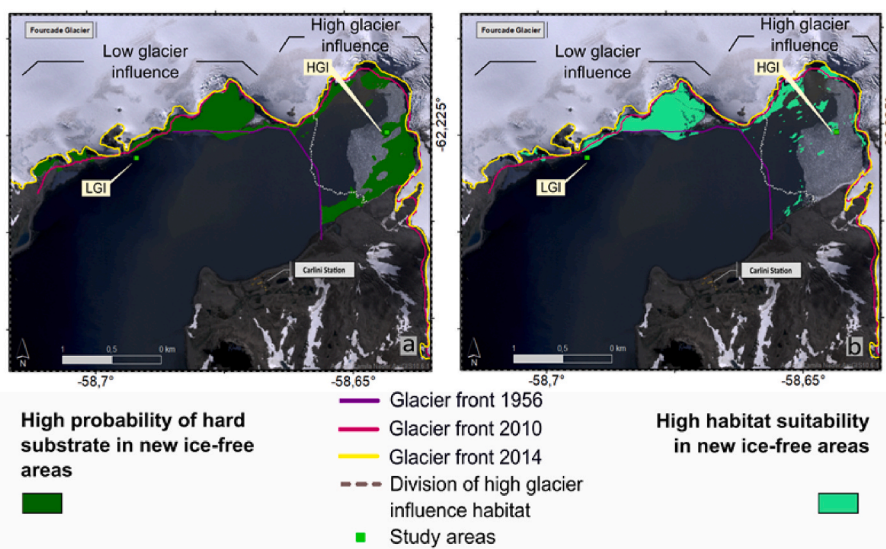 Fourcade Glacier
Low glacier
influence
High glacier
influence
HGI
LGI
Carlini Station
1 0,5 0 km
N
a
-58,7° -58,65°
-62,225°
Fourcade Glacier
Low glacier
influence
High glacier
influence
HGI
LGI
Carlini Station
1 0,5 0 km
N
b
-58,7° -58,65°
-62,225°
High probability of hard
substrate in new ice-free
areas
Glacier front 1956
Glacier front 2010
Glacier front 2014
Division of high glacier
influence habitat
Study areas
High habitat suitability
in new ice-free areas